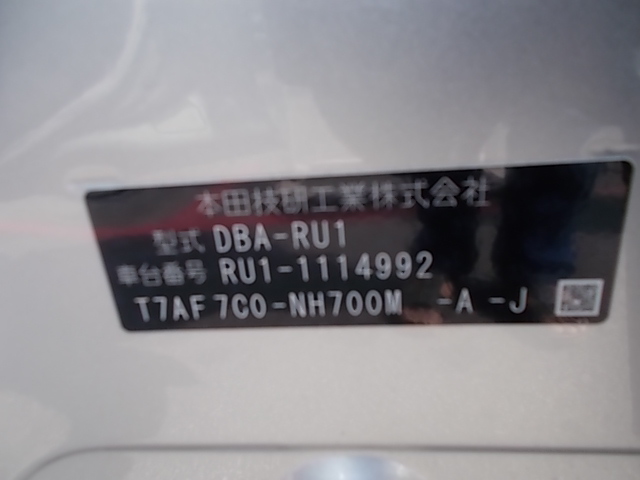 本田技研工業株式会社
型式 DBA-RU1
車台番号 RU1-1114992
T7AF7C0-NH700M -A -J